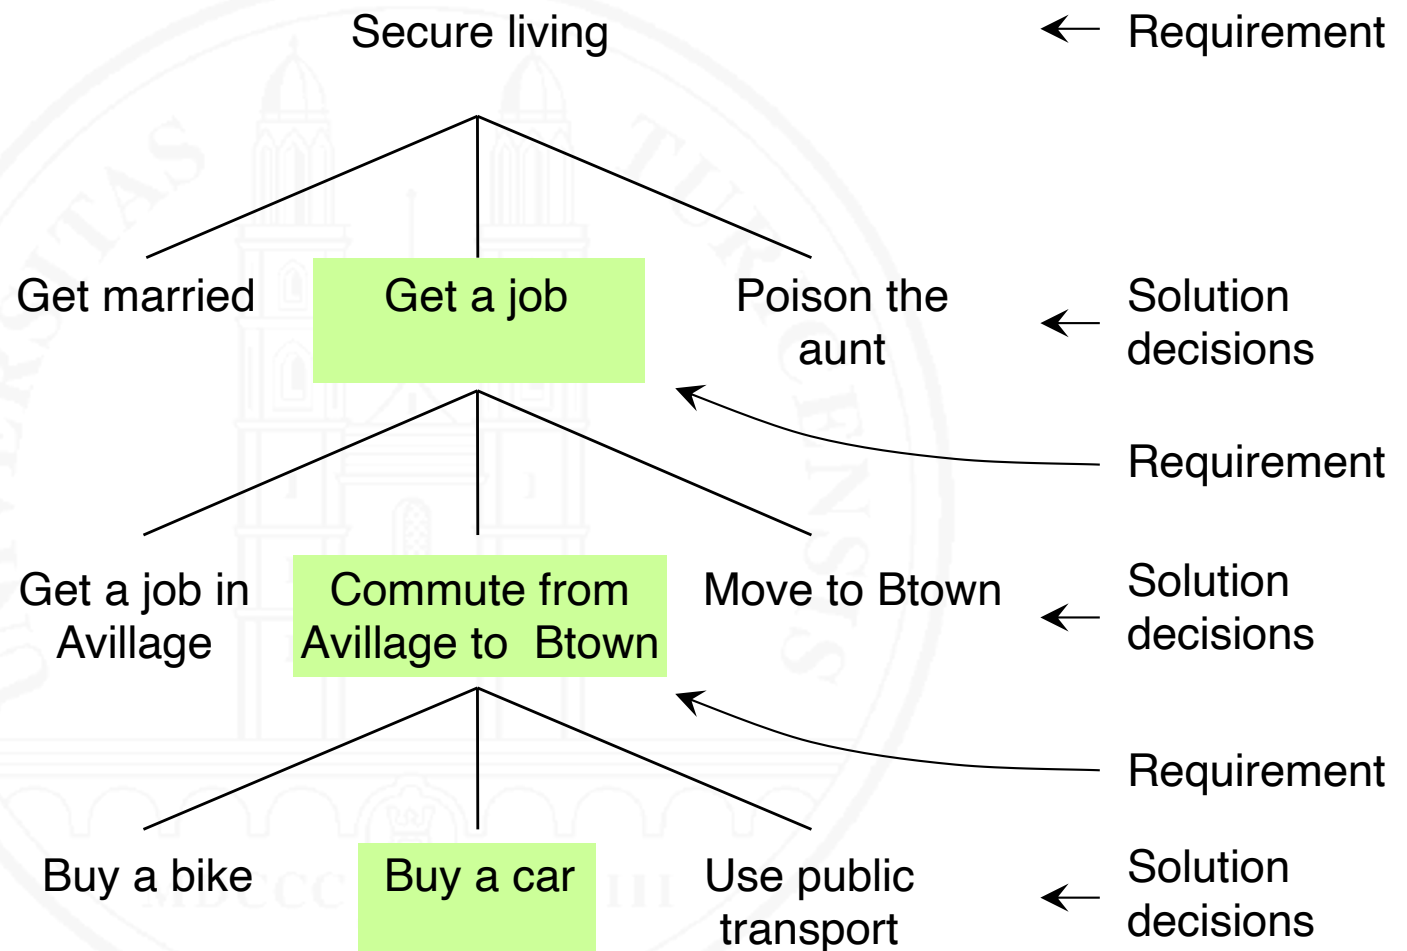 Secure living
Requirement
Get married
Get a job
Poison the
aunt
Solution
decisions
Requirement
Get a job in
Avillage
Commute from
Avillage to Btown
Move to Btown
Solution
decisions
Requirement
Buy a bike
Buy a car
Use public
transport
Solution
decisions